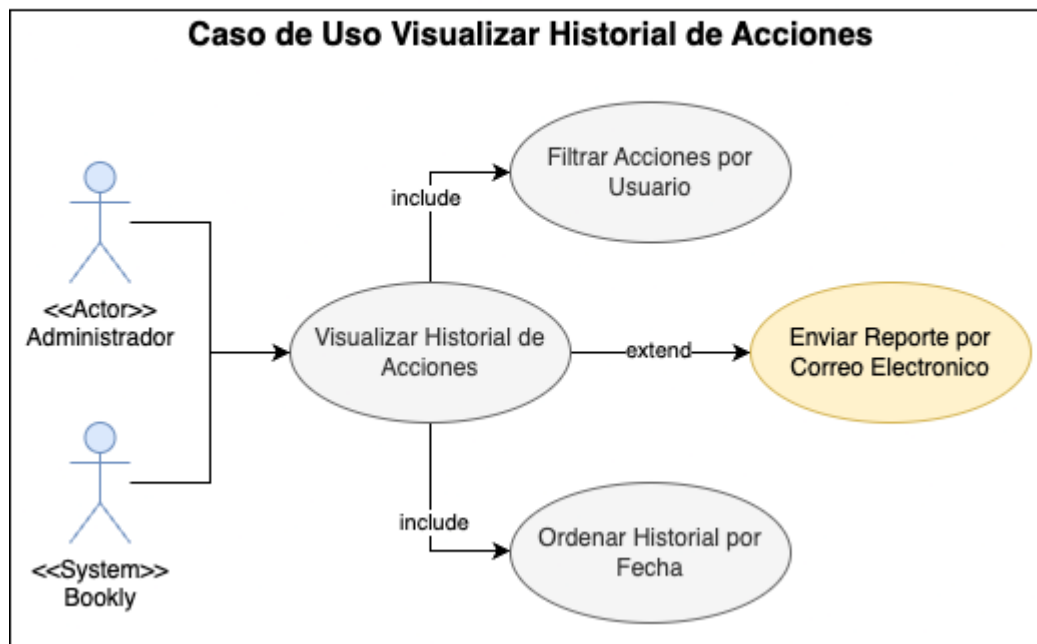 Caso de Uso Visualizar Historial de Acciones
Filtrar Acciones por
Usuario
include
<<Actor>>
Administrador
Visualizar Historial de
Acciones
extend
Enviar Reporte por
Correo Electronico
include
Ordenar Historial por
Fecha
<<System>>
Bookly